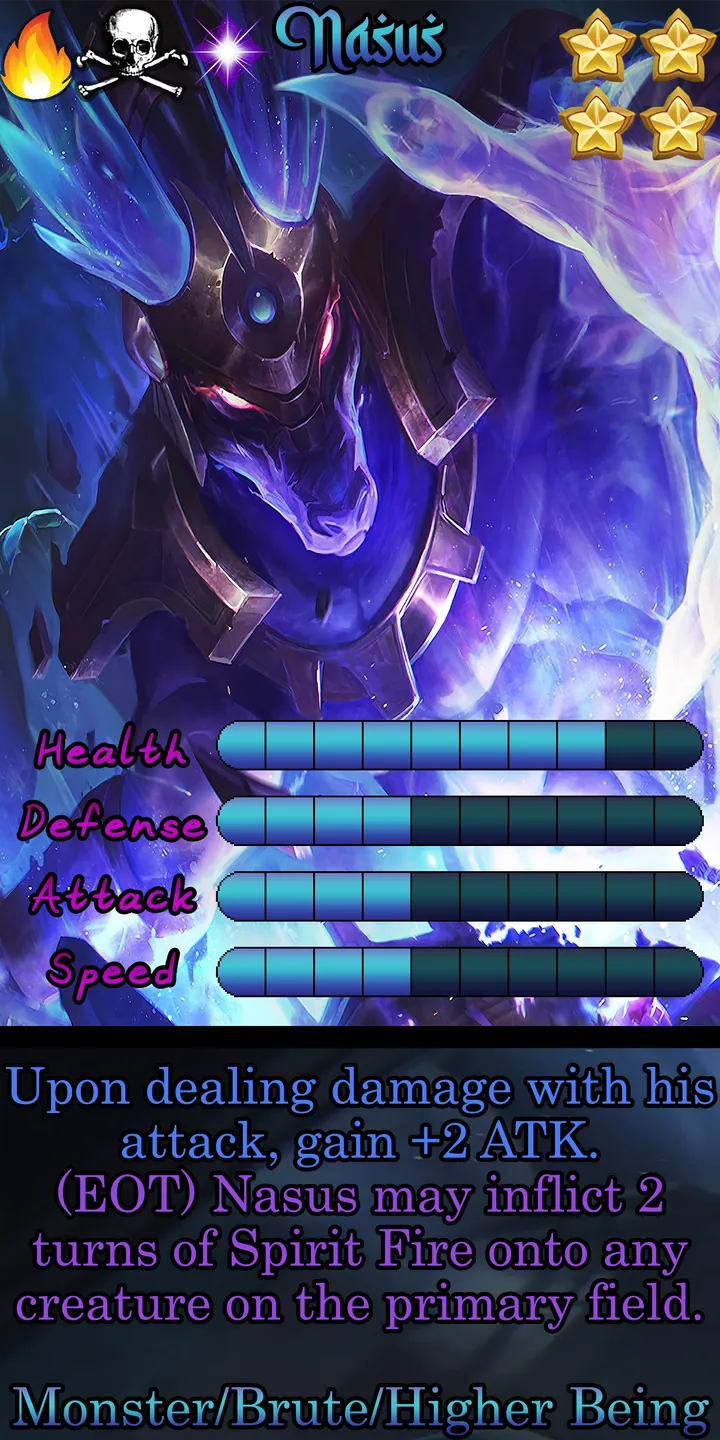 Nasus
Health
Defense
Attack
Speed
Upon dealing damage with his
attack, gain +2 ATK.
(EOT) Nasus may inflict 2
turns of Spirit Fire onto any
creature on the primary field.
Monster/Brute/Higher Being